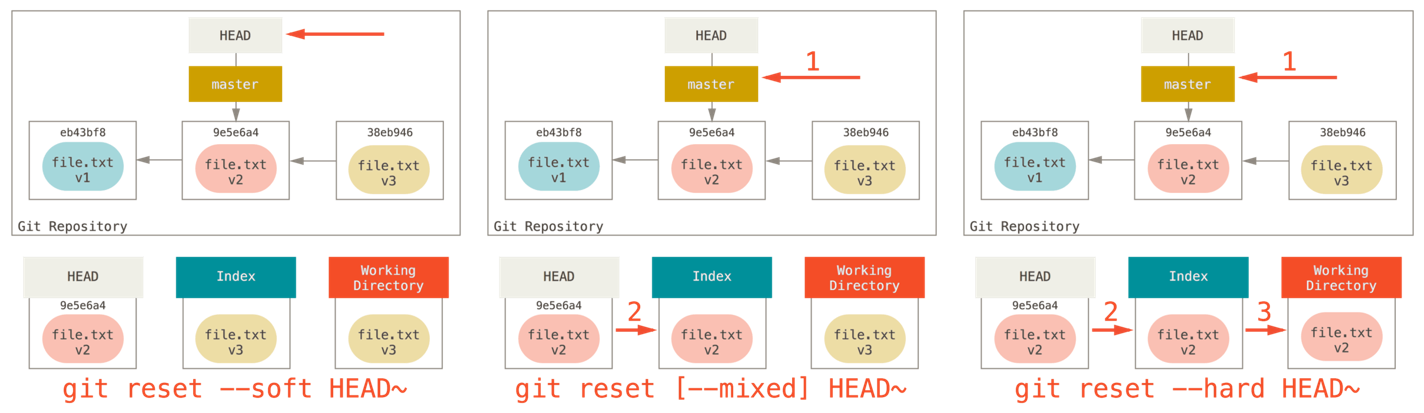 HEAD
master
eb43bf8
9e5e6a4
38eb946
file.txt
v1
file.txt
v2
file.txt
v3
Git Repository
HEAD
Index
Working
Directory
9e5e6a4
file.txt
v2
file.txt
v3
file.txt
v3
git reset --soft HEAD~
HEAD
1
master
eb43bf8
9e5e6a4
38eb946
file.txt
v1
file.txt
v2
file.txt
v3
Git Repository
HEAD
Index
Working
Directory
9e5e6a4
2
file.txt
v2
file.txt
v2
file.txt
v3
git reset [--mixed] HEAD~
HEAD
1
master
eb43bf8
9e5e6a4
38eb946
file.txt
v1
file.txt
v2
file.txt
v3
Git Repository
HEAD
Index
Working
Directory
9e5e6a4
2
3
file.txt
v2
file.txt
v2
file.txt
v2
git reset --hard HEAD~